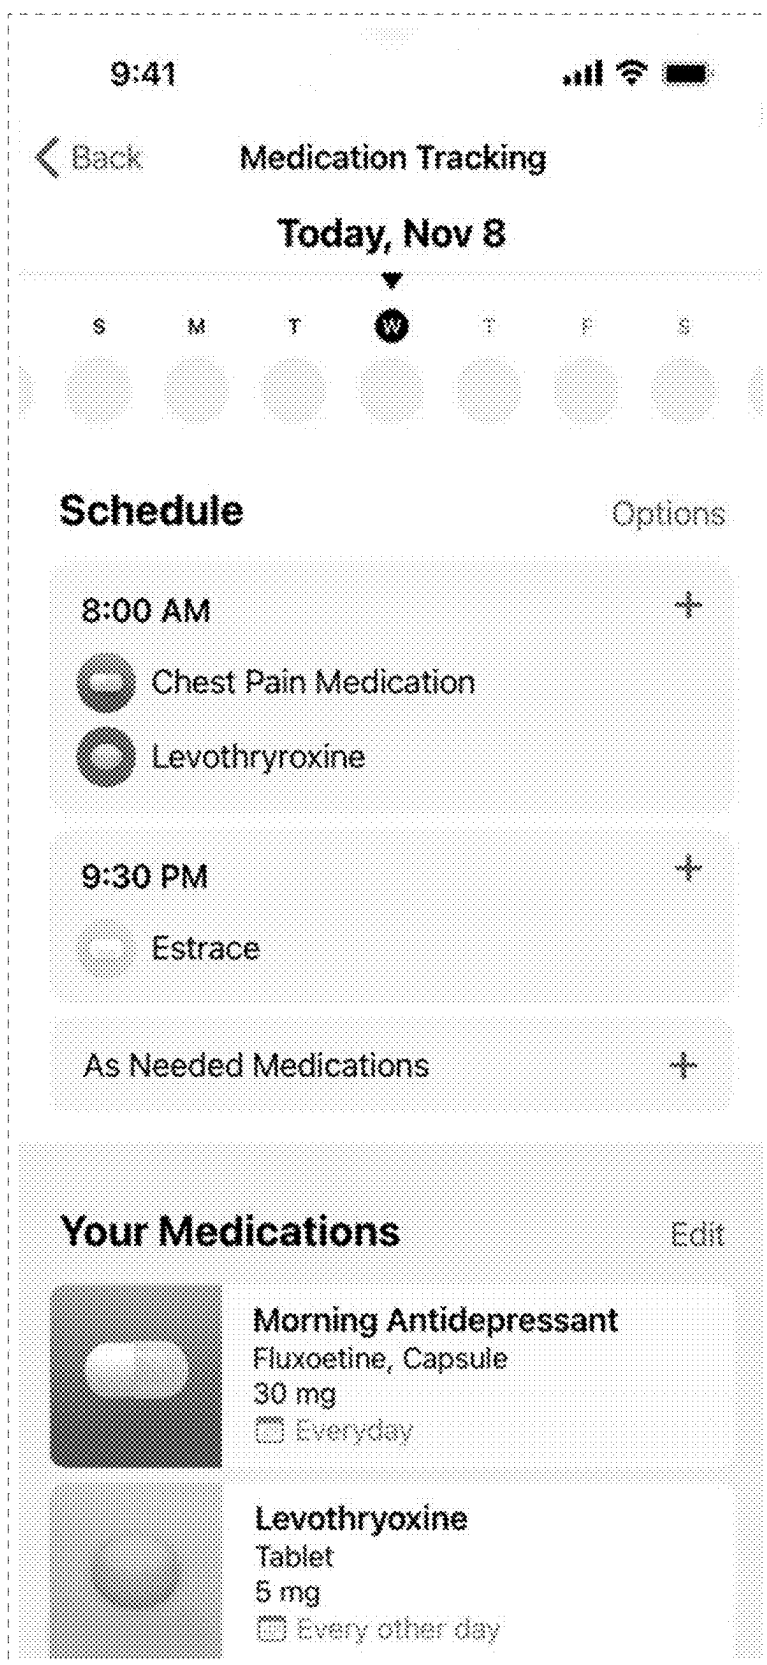 9:41
Back
Medication Tracking
Today, Nov 8
S M T W T F S
Schedule
Options
8:00 AM
Chest Pain Medication
Levothryroxine
9:30 PM
Estrace
As Needed Medications
Your Medications
Edit
Morning Antidepressant
Fluxoetine, Capsule
30 mg
Everyday
Levothryoxine
Tablet
5 mg
Every other day